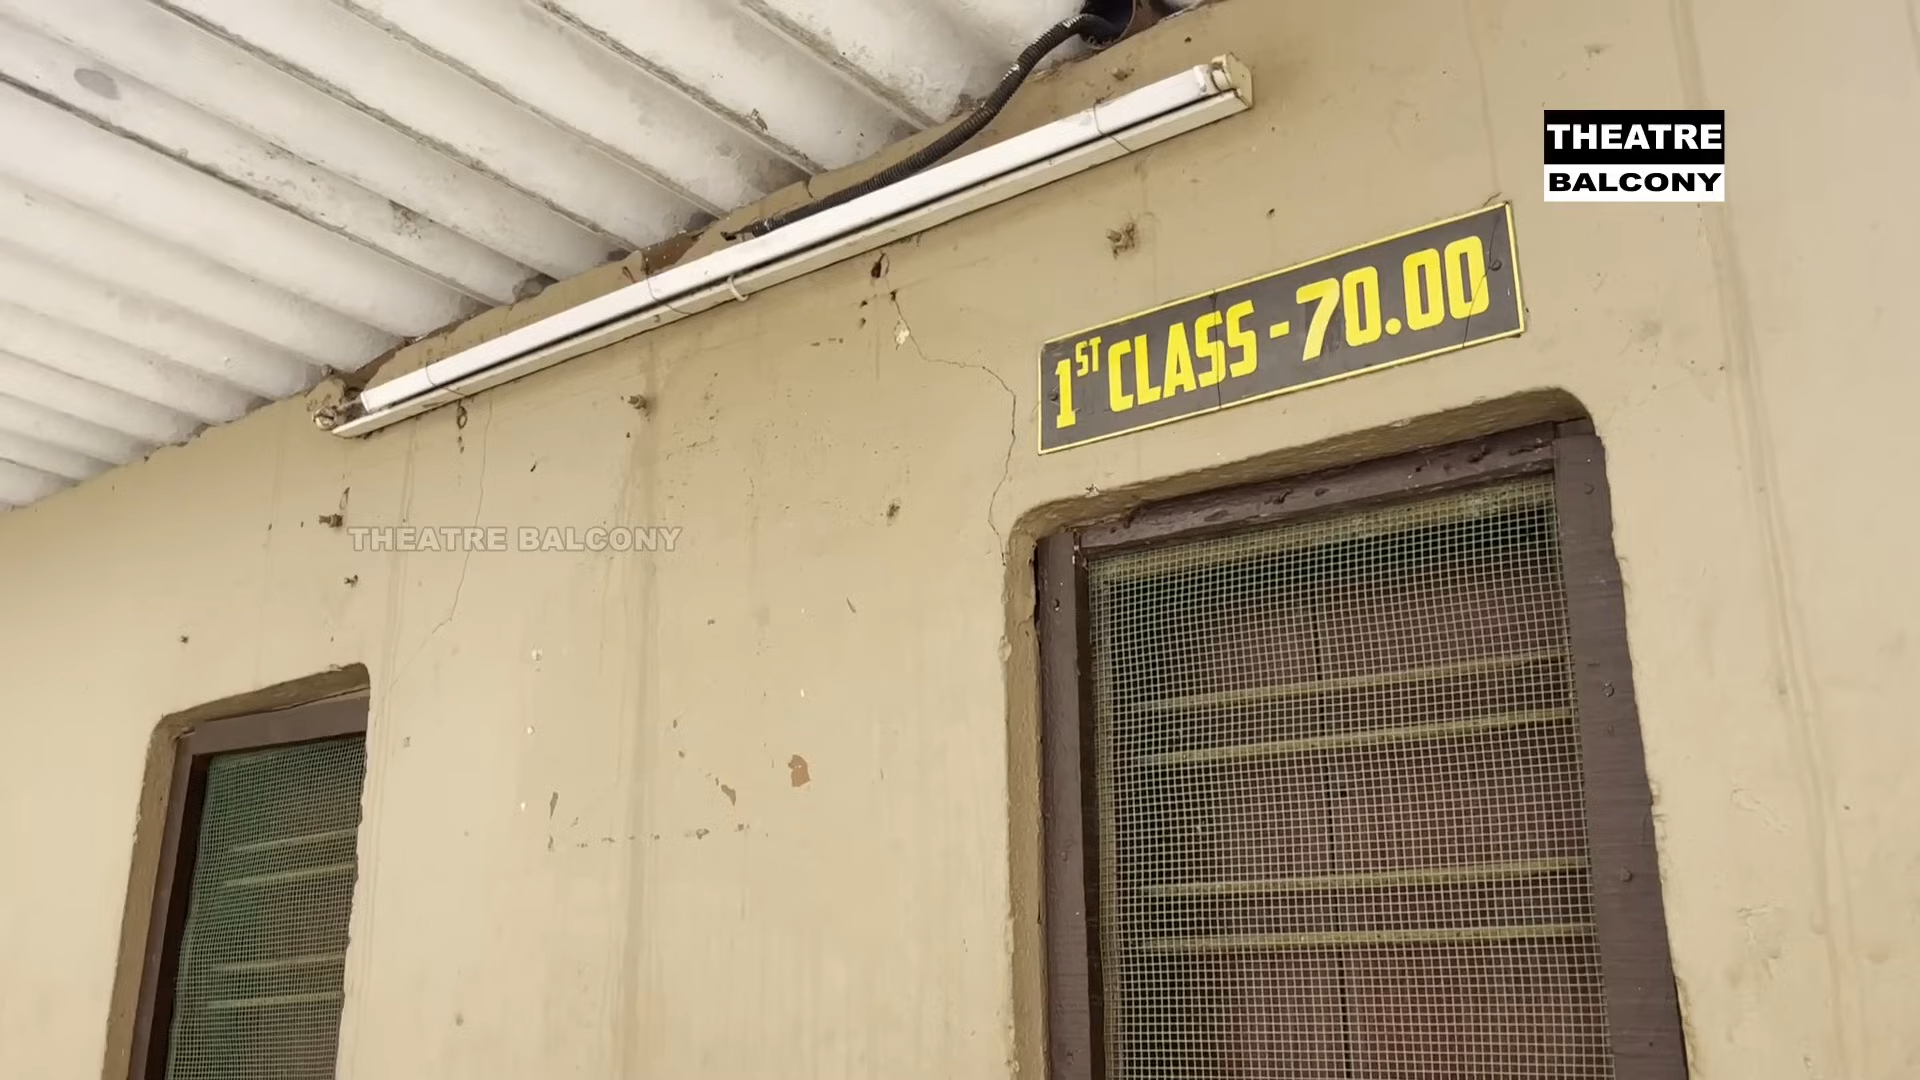 THEATRE
BALCONY
1ST CLASS - 70.00
THEATRE BALCONY